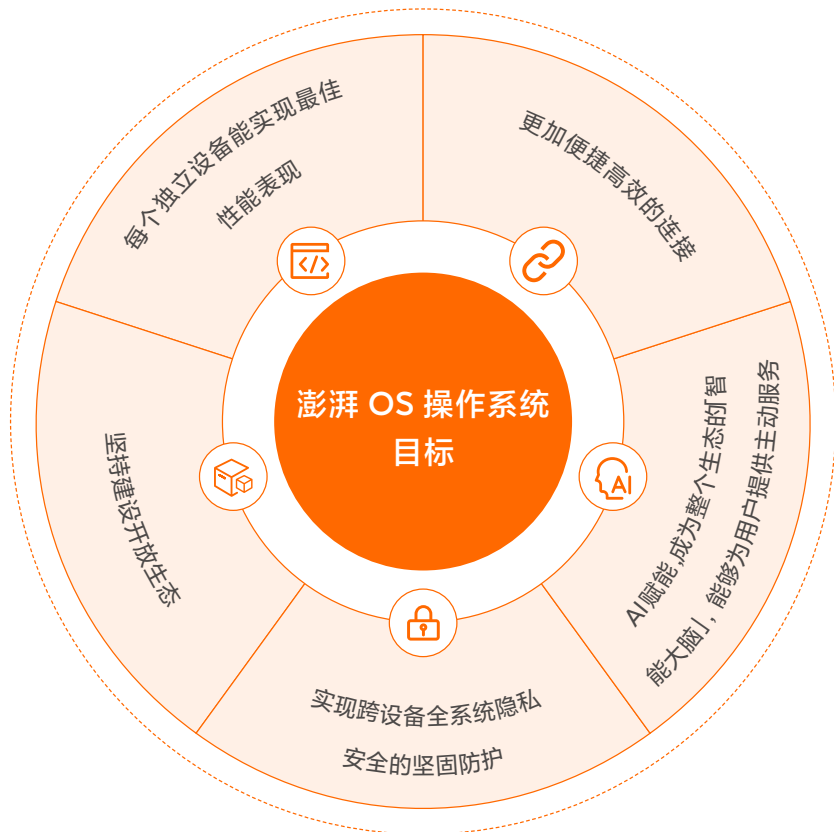 澎湃 OS 操作系统
目标
每个独立设备能实现最佳
性能表现
更加便捷高效的连接
AI赋能,成为整个生态的「智
能大脑」，能够为用户提供主动服务
实现跨设备全系统隐私
安全的坚固防护
坚持建设开放生态
AI